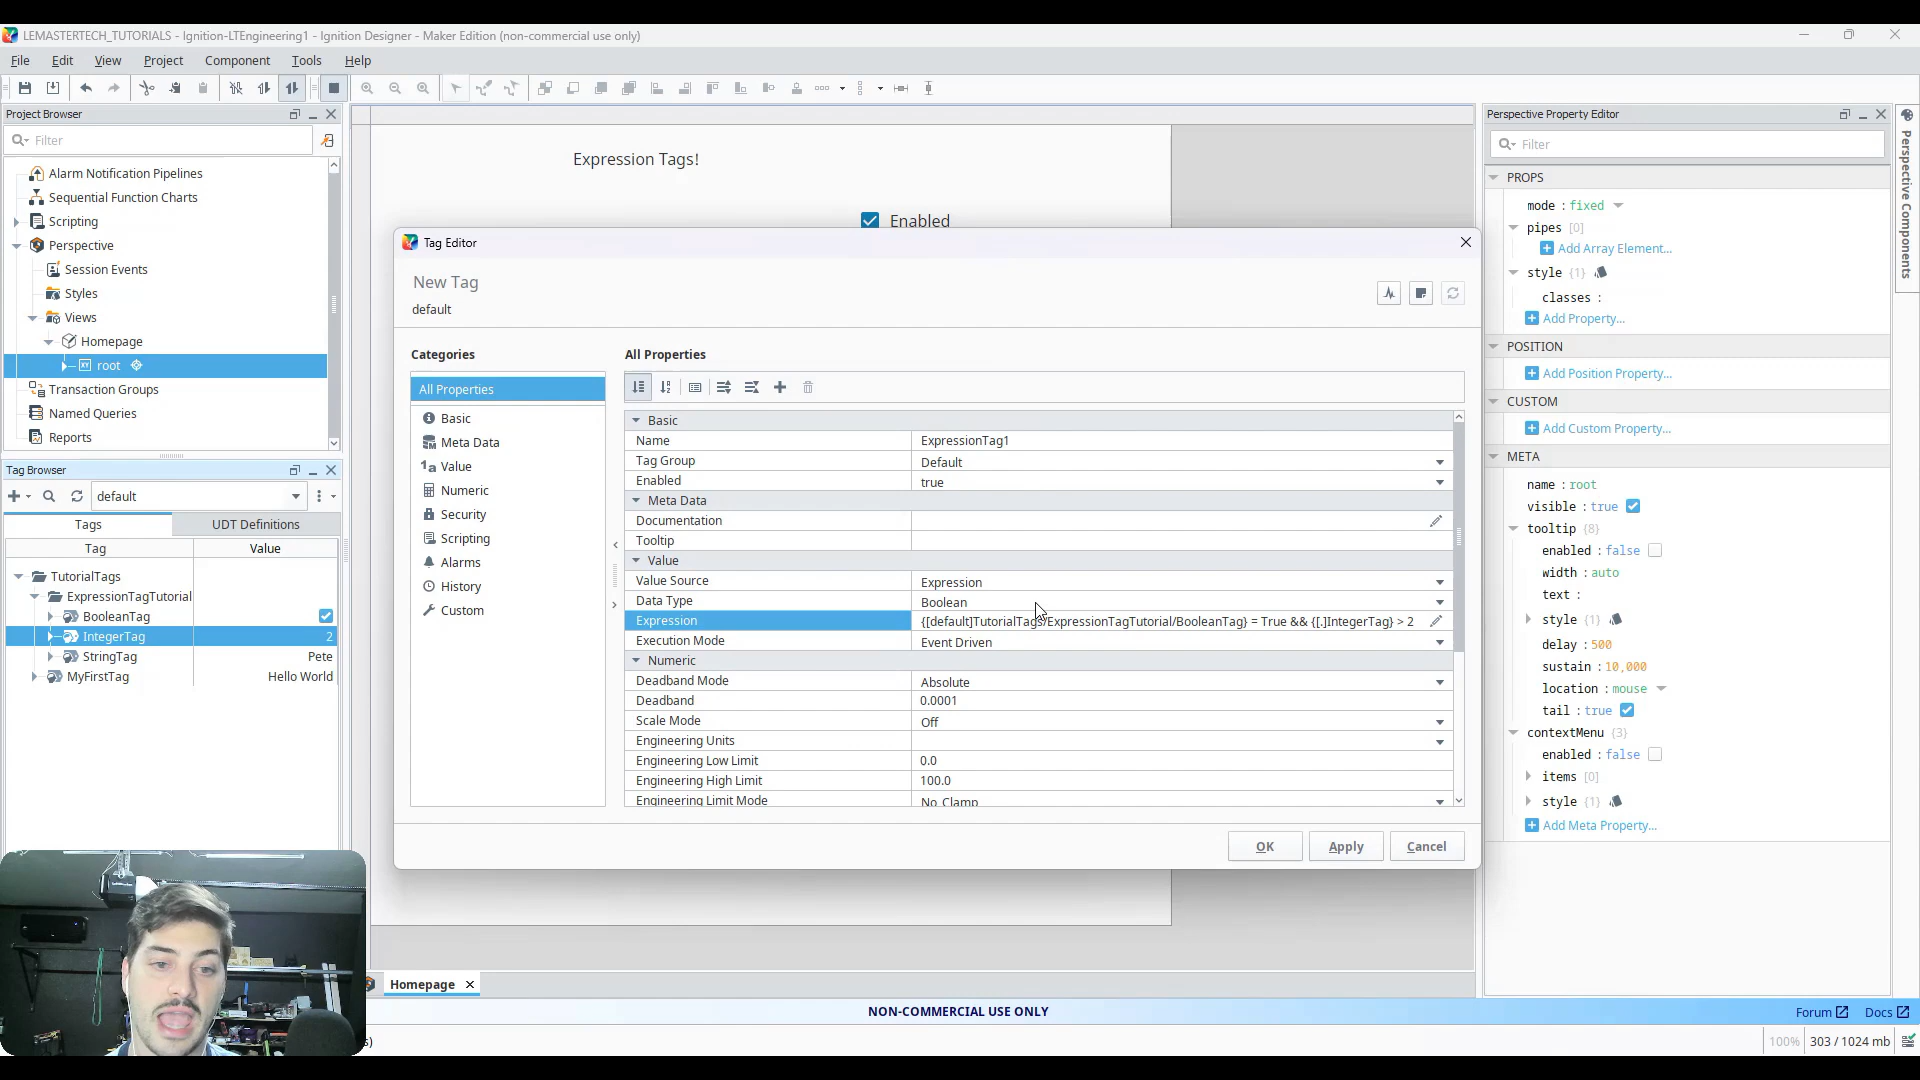 LEMASTERTECH_TUTORIALS - Ignition-LTEngineering1 - Ignition Designer - Maker Edition (non-commercial use only)
File Edit View Project Component Tools Help
Project Browser
Filter
Alarm Notification Pipelines
Sequential Function Charts
Scripting
Perspective
Session Events
Styles
Views
Homepage
root
Transaction Groups
Named Queries
Reports
Tag Browser
default
Tags UDT Definitions
Tag Value
TutorialTags
ExpressionTagTutorial
BooleanTag
IntegerTag 2
StringTag Pete
MyFirstTag Hello World
Expression Tags!
Enabled
Tag Editor
New Tag
default
Categories
All Properties
Basic
Meta Data
Value
Numeric
Security
Scripting
Alarms
History
Custom
All Properties
Basic
Name ExpressionTag1
Tag Group Default
Enabled true
Meta Data
Documentation
Tooltip
Value
Value Source Expression
Data Type Boolean
Expression {[default]TutorialTags/ExpressionTagTutorial/BooleanTag} = True && {[.]IntegerTag} > 2
Execution Mode Event Driven
Numeric
Deadband Mode Absolute
Deadband 0.0001
Scale Mode Off
Engineering Units
Engineering Low Limit 0.0
Engineering High Limit 100.0
Engineering Limit Mode No_Clamp
OK Apply Cancel
Homepage
NON-COMMERCIAL USE ONLY
Forum Docs
100% 303 / 1024 mb
Perspective Property Editor
Filter
PROPS
mode : fixed
pipes [0]
Add Array Element...
style {1}
classes :
Add Property...
POSITION
Add Position Property...
CUSTOM
Add Custom Property...
META
name : root
visible : true
tooltip {8}
enabled : false
width : auto
text :
style {1}
delay : 500
sustain : 10,000
location : mouse
tail : true
contextMenu {3}
enabled : false
items [0]
style {1}
Add Meta Property...
Perspective Components